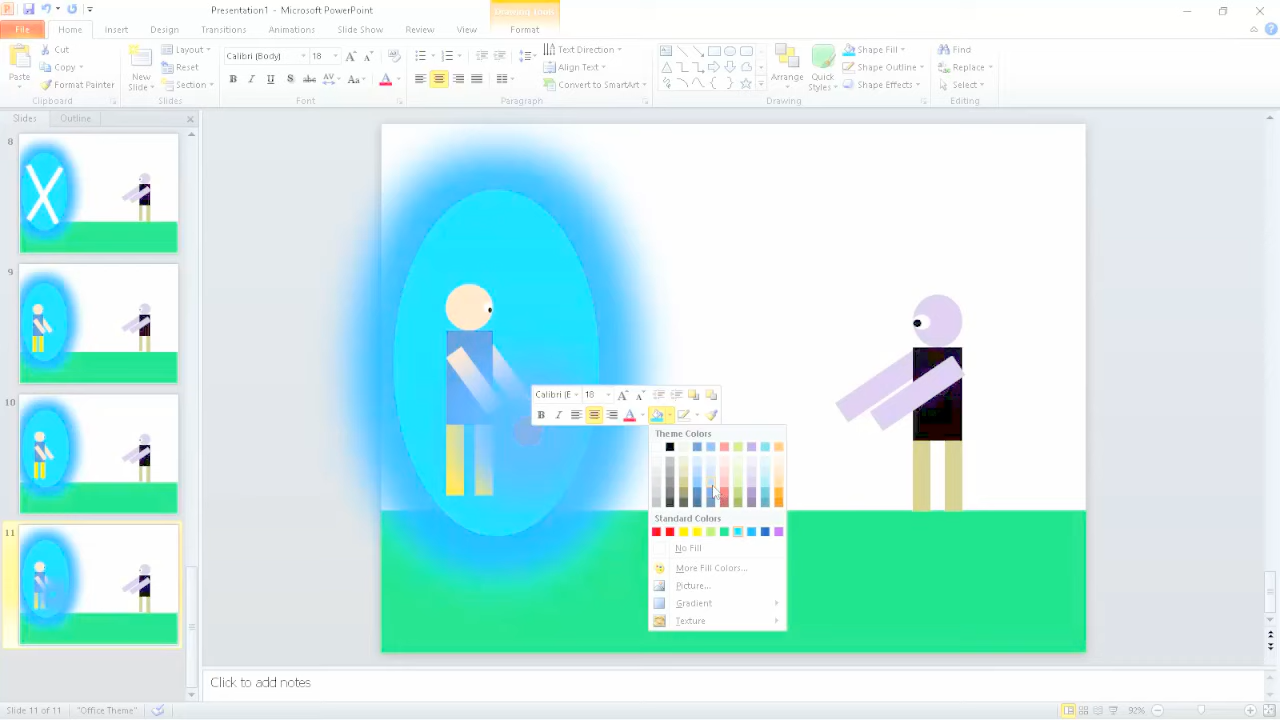 Presentation1 - Microsoft PowerPoint
Drawing Tools
File Home Insert Design Transitions Animations Slide Show Review View Format
Paste
Cut
Copy
Format Painter
Clipboard
New Slide
Layout
Reset
Section
Slides
Calibri (Body) 18
B I U S abc AV Aa A
Font
Text Direction
Align Text
Convert to SmartArt
Paragraph
Arrange
Quick Styles
Shape Fill
Shape Outline
Shape Effects
Drawing
Find
Replace
Select
Editing
Slides Outline
8
9
10
11
Calibri (E 18
B I A
Theme Colors
Standard Colors
No Fill
More Fill Colors...
Picture...
Gradient
Texture
Click to add notes
Slide 11 of 11 "Office Theme" 92%